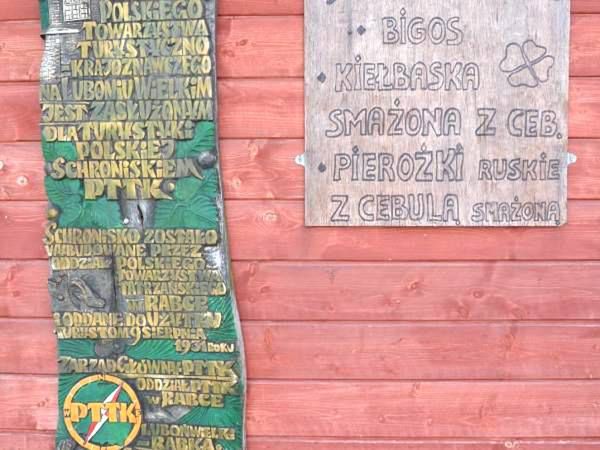 POLSKIEGO
TOWARZYSTWA
TURYSTYCZNO
KRAJOZNAWCZEGO
NA LUBONIU WIELKIM
JEST ZASŁUŻONYM
DLA TURYSTYKI
POLSKIEJ
SCHRONISKIEM
PTTK.
SCHRONISKO ZOSTAŁO
WYBUDOWANE PRZEZ
ODDZIAŁ POLSKIEGO
TOWARZYSTWA
TATRZAŃSKIEGO
W RABCE
I ODDANE DO UŻYTKU
TURYSTOM 9 SIERPNIA
1931 ROKU
ZARZĄD GŁÓWNY PTTK
ODDZIAŁ PTTK
W RABCE
PTTK
LUBOŃ WIELKI
RABKA.
BIGOS
KIEŁBASKA
SMAŻONA Z CEB.
PIEROŻKI RUSKIE
Z CEBULĄ SMAŻONĄ